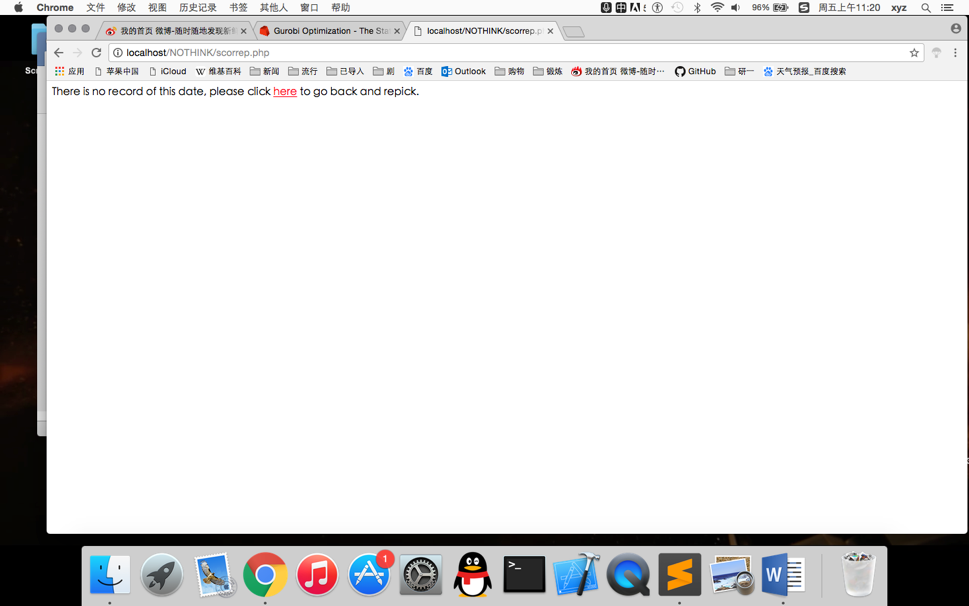 Chrome 文件 修改 视图 历史记录 书签 其他人 窗口 帮助 96% 周五上午11:20 xyz
我的首页 微博-随时随地发现新 Gurobi Optimization - The Sta localhost/NOTHINK/scorrep.p
localhost/NOTHINK/scorrep.php
应用 苹果中国 iCloud W 维基百科 新闻 流行 已导入 剧 百度 Outlook 购物 锻炼 我的首页 微博-随时··· GitHub 研一 天气预报_百度搜索
There is no record of this date, please click here to go back and repick.
Scr
1
>_
W